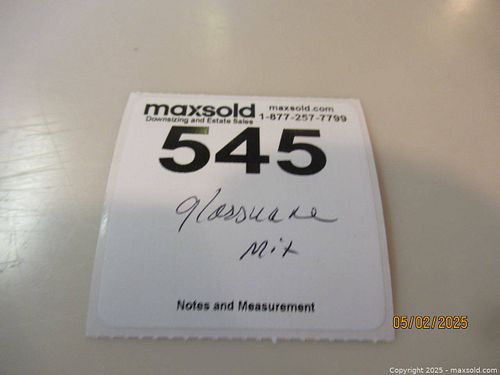 maxsold maxsold.com
Downsizing and Estate Sales 1-877-257-7799
545
glassware
mix
Notes and Measurement
05/02/2025
Copyright © 2025 - maxsold.com